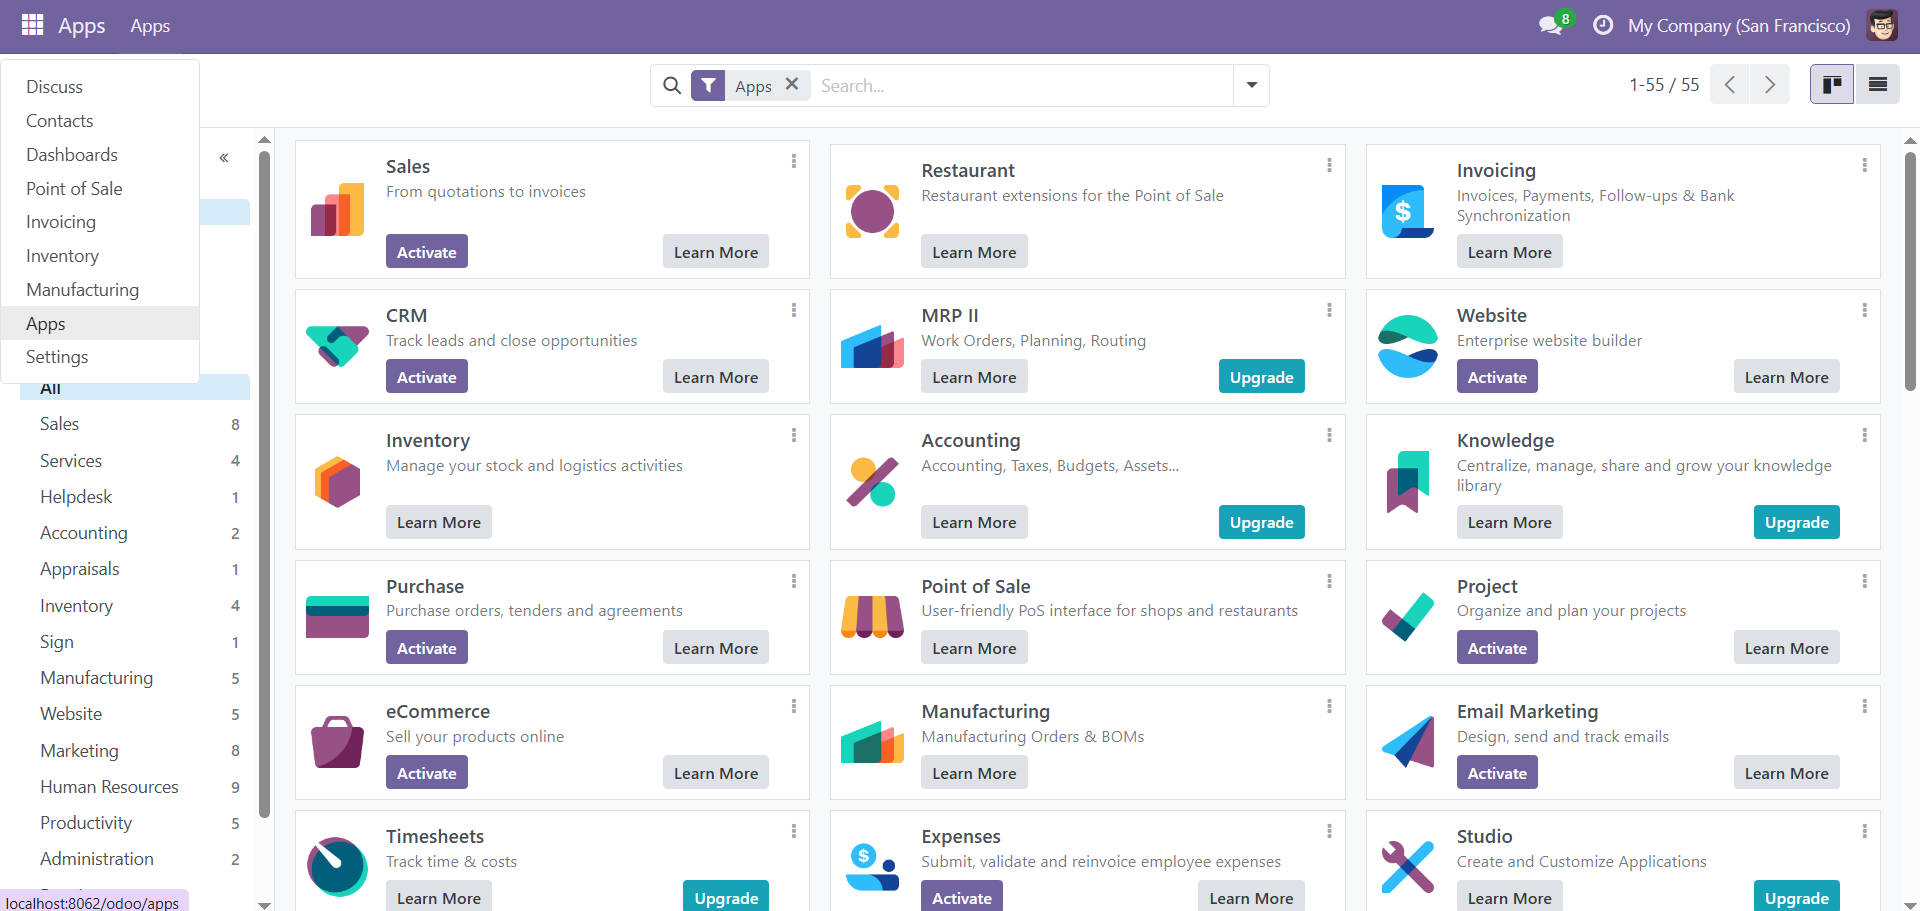 Apps
Apps
8
My Company (San Francisco)
Discuss
Contacts
Dashboards
Point of Sale
Invoicing
Inventory
Manufacturing
Apps
Settings
Apps
Search...
1-55 / 55
All
Sales 8
Services 4
Helpdesk 1
Accounting 2
Appraisals 1
Inventory 4
Sign 1
Manufacturing 5
Website 5
Marketing 8
Human Resources 9
Productivity 5
Administration 2
localhost:8062/odoo/apps
Sales
From quotations to invoices
Activate
Learn More
Restaurant
Restaurant extensions for the Point of Sale
Learn More
Invoicing
Invoices, Payments, Follow-ups & Bank
Synchronization
Learn More
CRM
Track leads and close opportunities
Activate
Learn More
MRP II
Work Orders, Planning, Routing
Learn More
Upgrade
Website
Enterprise website builder
Activate
Learn More
Inventory
Manage your stock and logistics activities
Learn More
Accounting
Accounting, Taxes, Budgets, Assets...
Learn More
Upgrade
Knowledge
Centralize, manage, share and grow your knowledge
library
Learn More
Upgrade
Purchase
Purchase orders, tenders and agreements
Activate
Learn More
Point of Sale
User-friendly PoS interface for shops and restaurants
Learn More
Project
Organize and plan your projects
Activate
Learn More
eCommerce
Sell your products online
Activate
Learn More
Manufacturing
Manufacturing Orders & BOMs
Learn More
Email Marketing
Design, send and track emails
Activate
Learn More
Timesheets
Track time & costs
Learn More
Upgrade
Expenses
Submit, validate and reinvoice employee expenses
Activate
Learn More
Studio
Create and Customize Applications
Learn More
Upgrade